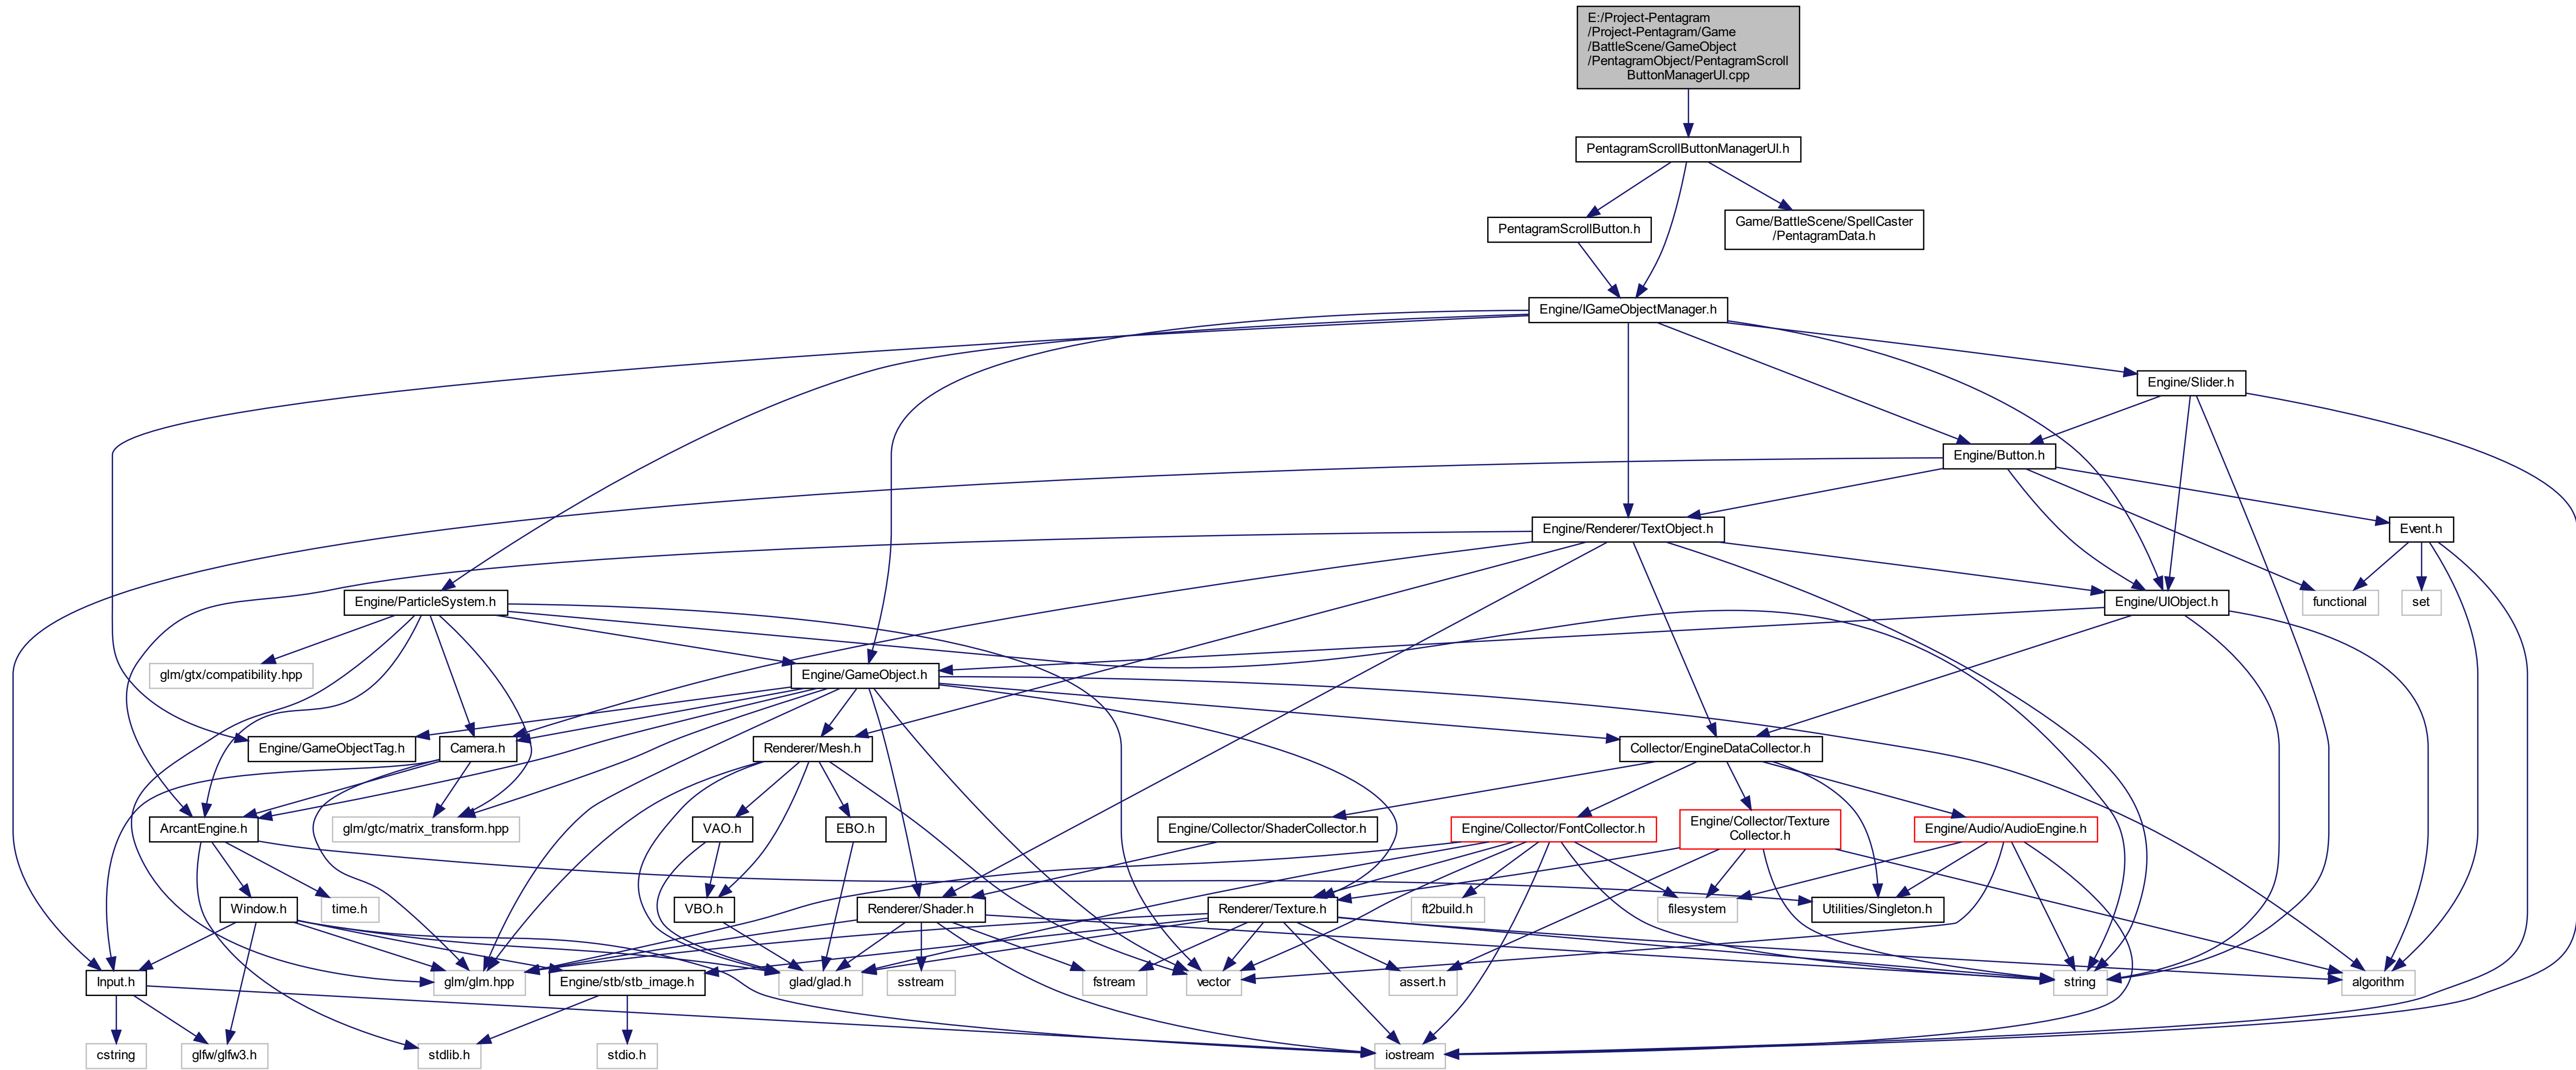 E:/Project-Pentagram
/Project-Pentagram/Game
/BattleScene/GameObject
/PentagramObject/PentagramScroll
ButtonManagerUI.cpp
PentagramScrollButtonManagerUI.h
PentagramScrollButton.h
Game/BattleScene/SpellCaster
/PentagramData.h
Engine/IGameObjectManager.h
Engine/Slider.h
Engine/Button.h
Engine/Renderer/TextObject.h
Event.h
Engine/ParticleSystem.h
Engine/UIObject.h
functional
set
glm/gtx/compatibility.hpp
Engine/GameObject.h
Engine/GameObjectTag.h
Camera.h
Renderer/Mesh.h
Collector/EngineDataCollector.h
ArcantEngine.h
glm/gtc/matrix_transform.hpp
VAO.h
EBO.h
Engine/Collector/ShaderCollector.h
Engine/Collector/FontCollector.h
Engine/Collector/Texture
Collector.h
Engine/Audio/AudioEngine.h
Window.h
time.h
VBO.h
Renderer/Shader.h
Renderer/Texture.h
ft2build.h
filesystem
Utilities/Singleton.h
Input.h
glm/glm.hpp
Engine/stb/stb_image.h
glad/glad.h
sstream
fstream
vector
assert.h
string
algorithm
cstring
glfw/glfw3.h
stdlib.h
stdio.h
iostream